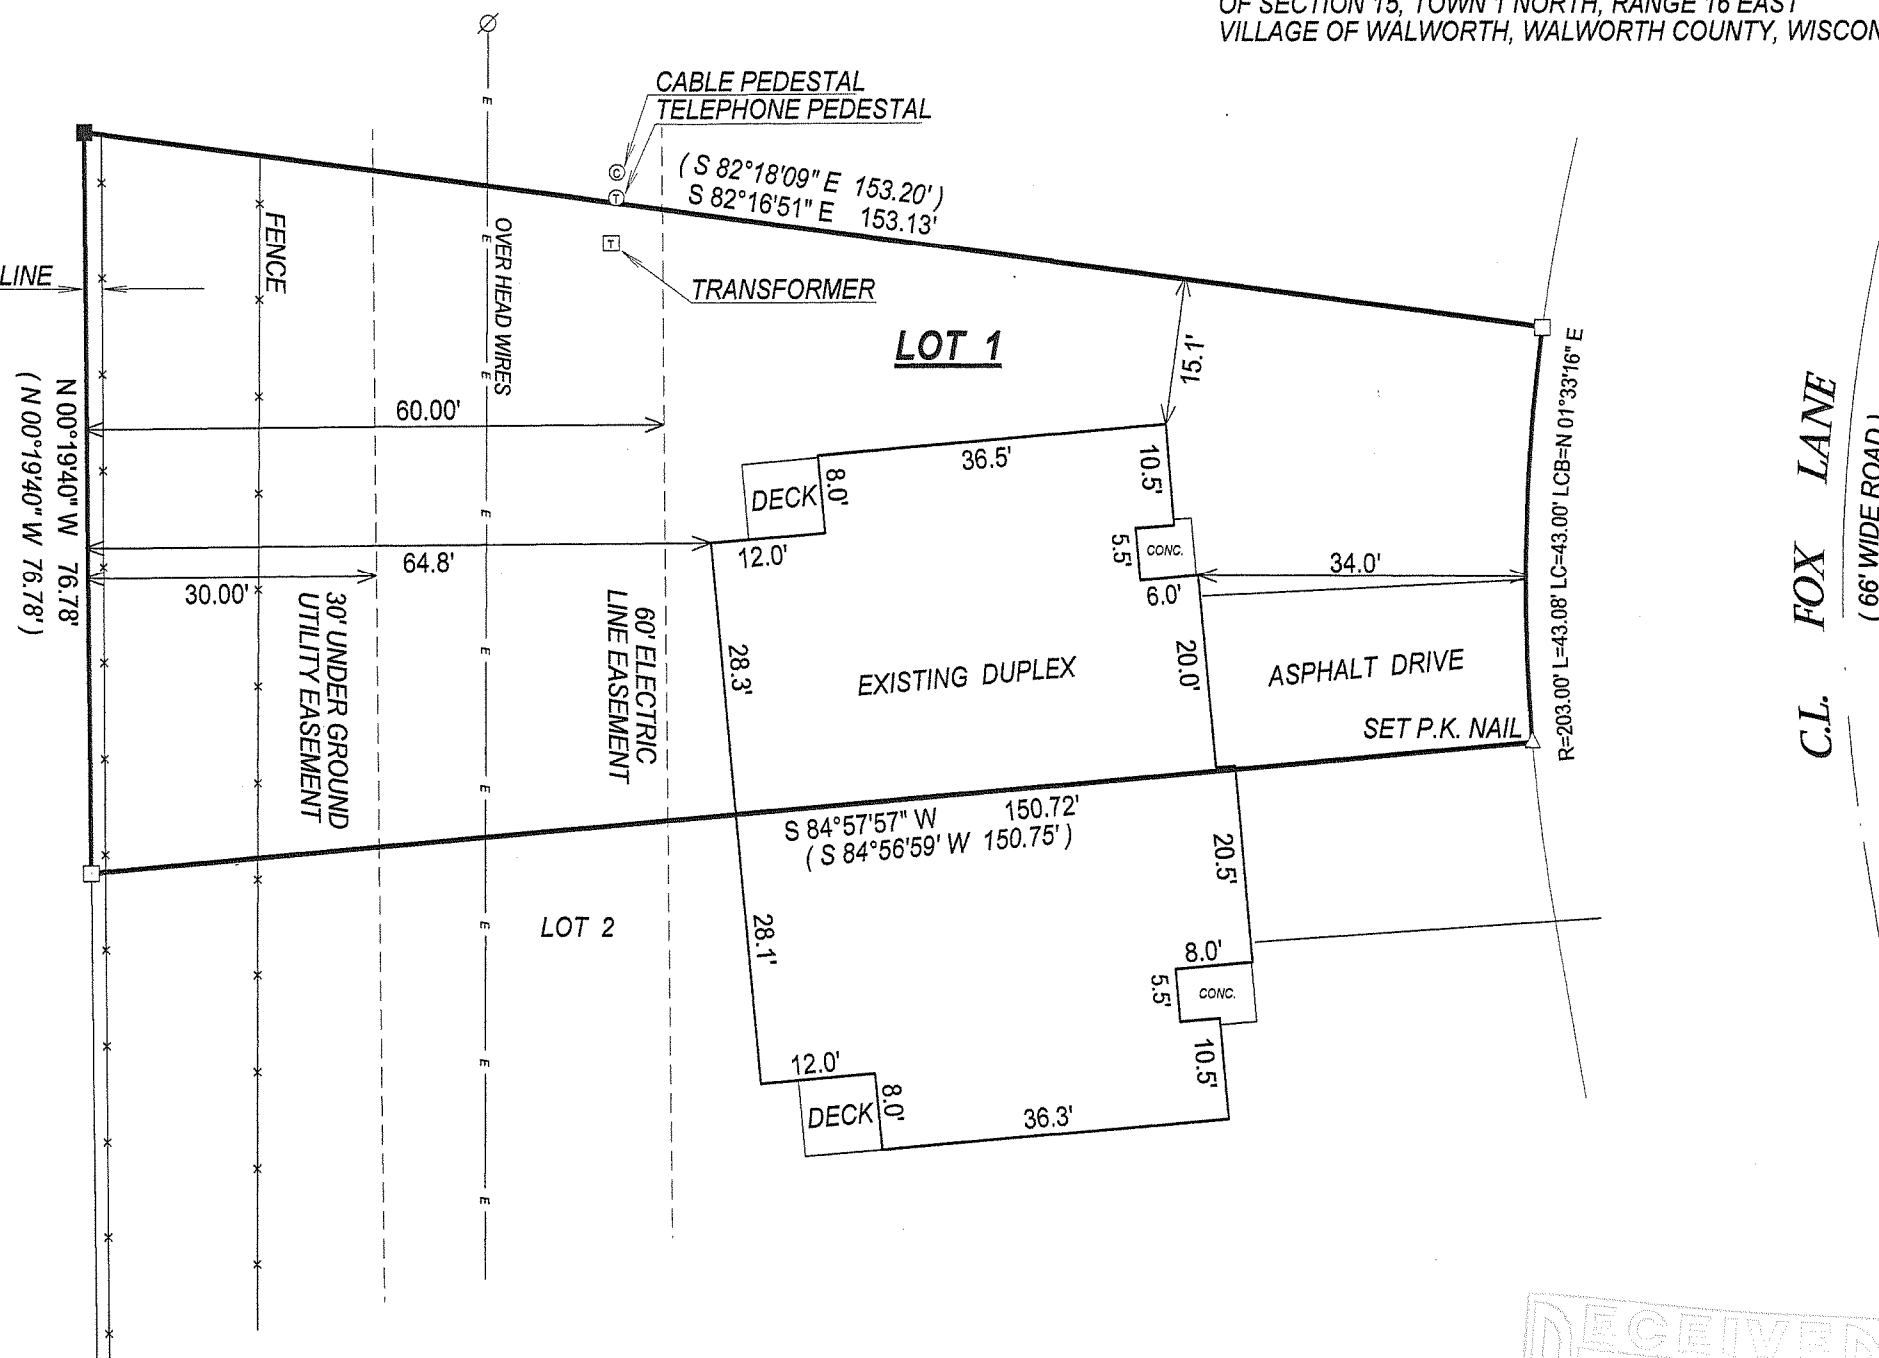 OF SECTION 15, TOWN 1 NORTH, RANGE 16 EAST
VILLAGE OF WALWORTH, WALWORTH COUNTY, WISCON
CABLE PEDESTAL
TELEPHONE PEDESTAL
( S 82°18'09" E 153.20' )
S 82°16'51" E 153.13'
C
T
T
TRANSFORMER
LINE
FENCE
OVER HEAD WIRES
E
E
E
E
E
E
E
E
E
LOT 1
15.1'
60.00'
36.5'
10.5'
8.0'
DECK
12.0'
64.8'
30.00'
5.5'
CONC.
6.0'
34.0'
N 00°19'40" W 76.78'
( N 00°19'40" W 76.78' )
30' UNDER GROUND
UTILITY EASEMENT
60' ELECTRIC
LINE EASEMENT
28.3'
EXISTING DUPLEX
20.0'
ASPHALT DRIVE
SET P.K. NAIL
R=203.00' L=43.08' LC=43.00' LCB=N 01°33'16" E
C.L. FOX LANE
( 66' WIDE ROAD )
S 84°57'57" W 150.72'
( S 84°56'59' W 150.75' )
LOT 2
28.1'
20.5'
8.0'
5.5'
CONC.
10.5'
12.0'
8.0'
DECK
36.3'
RECEIVED